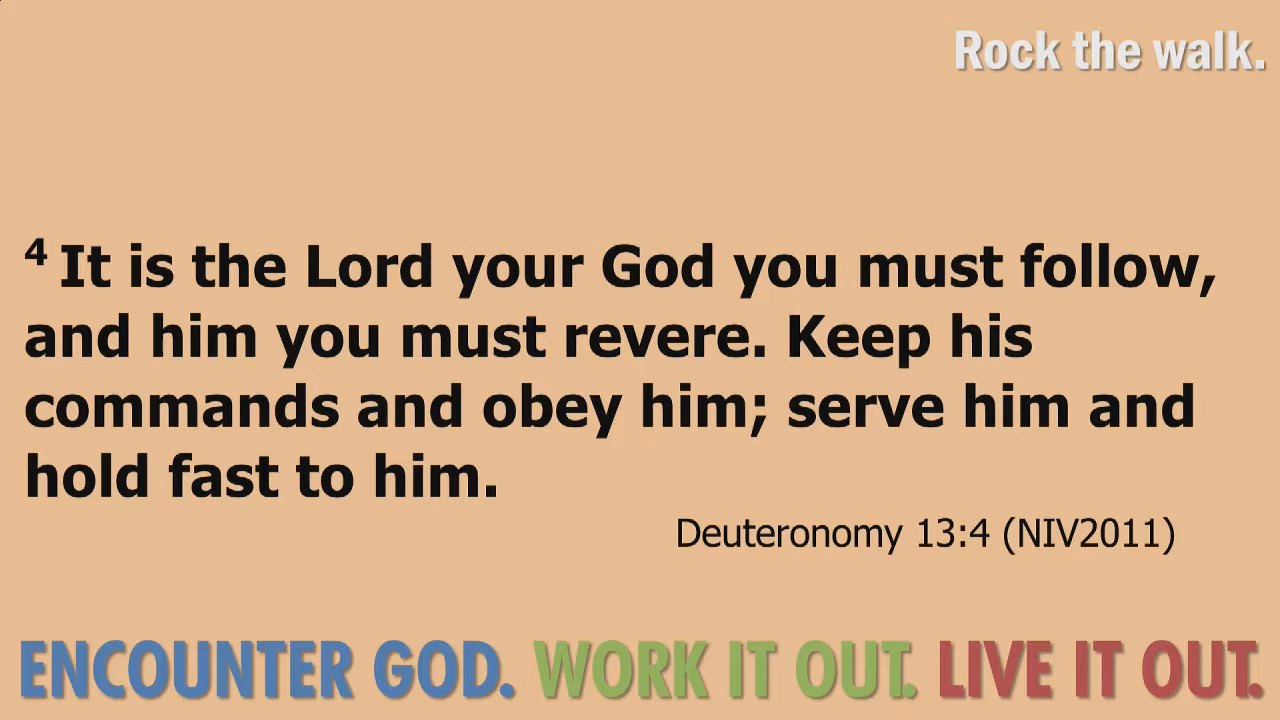 Rock the walk.
4 It is the Lord your God you must follow,
and him you must revere. Keep his
commands and obey him; serve him and
hold fast to him.
Deuteronomy 13:4 (NIV2011)
ENCOUNTER GOD. WORK IT OUT. LIVE IT OUT.